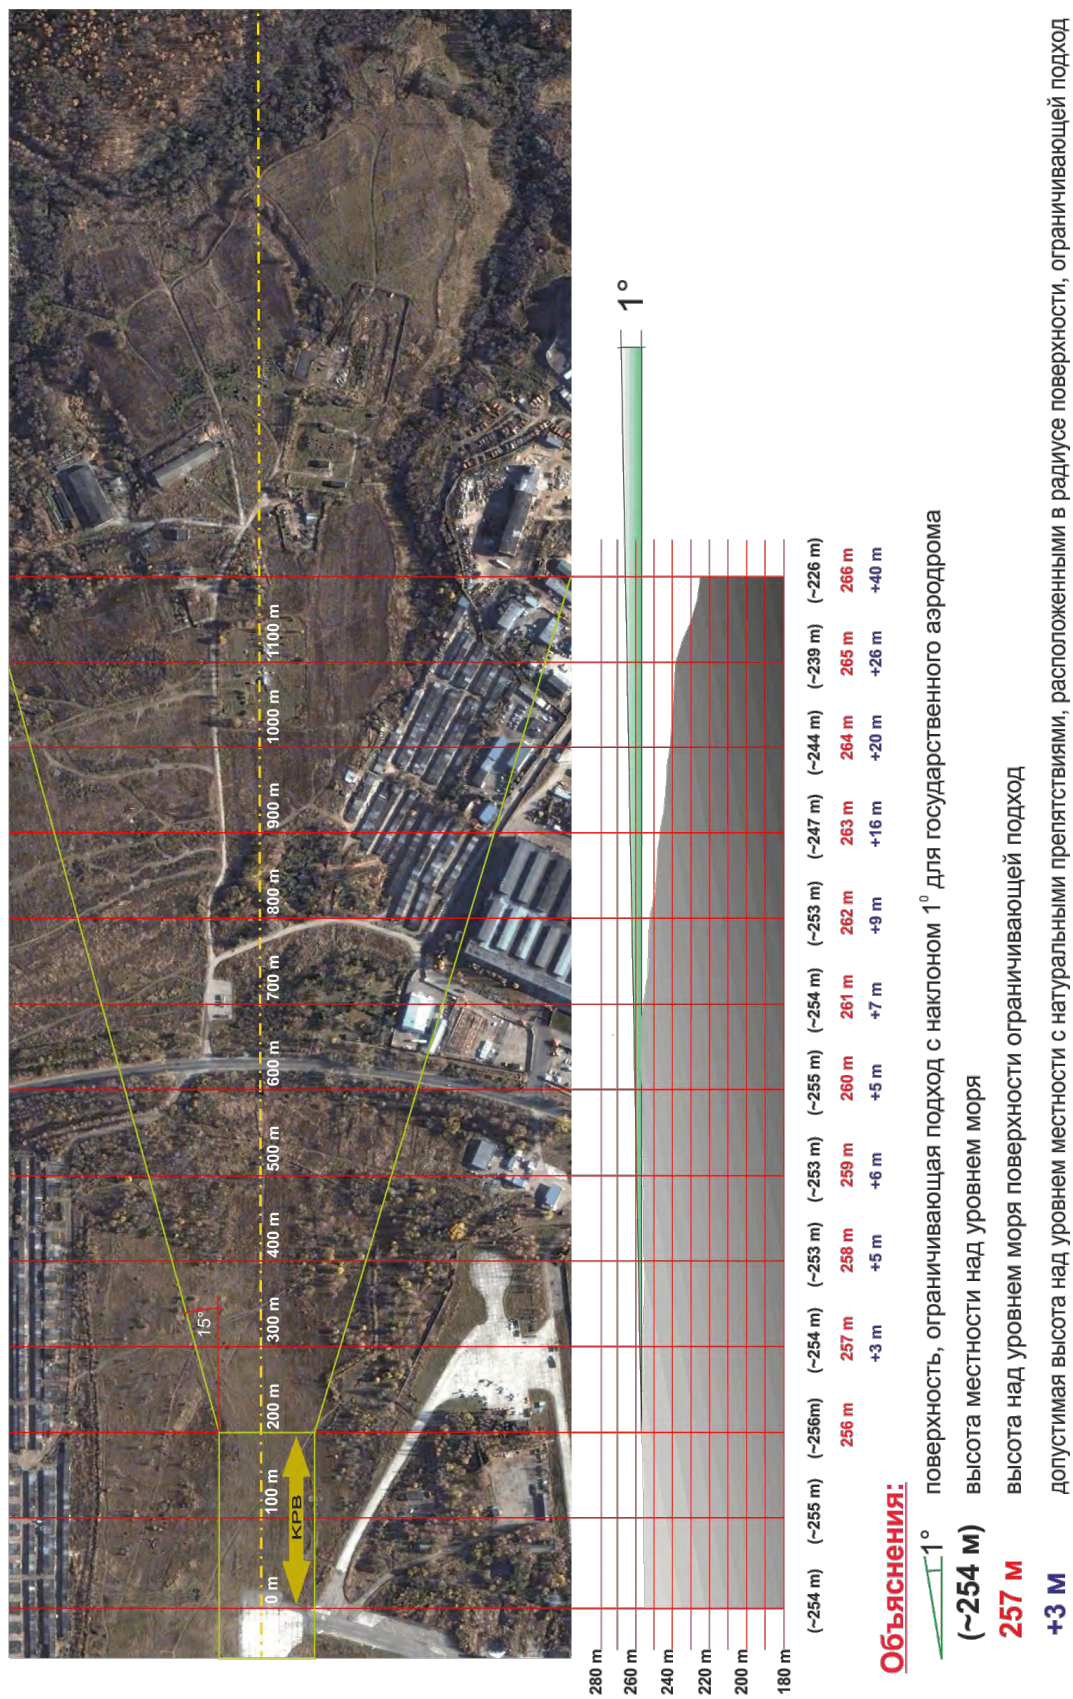 15°
КРВ
0 m 100 m 200 m 300 m 400 m 500 m 600 m 700 m 800 m 900 m 1000 m 1100 m
1°
280 m
260 m
240 m
220 m
200 m
180 m
(~254 m) (~255 m) (~256m) (~254 m) (~253 m) (~253 m) (~255 m) (~254 m) (~253 m) (~247 m) (~244 m) (~239 m) (~226 m)
256 m 257 m 258 m 259 m 260 m 261 m 262 m 263 m 264 m 265 m 266 m
+3 m +5 m +6 m +5 m +7 m +9 m +16 m +20 m +26 m +40 m
Объяснения:
1° поверхность, ограничивающая подход с наклоном 1⁰ для государственного аэродрома
(~254 м) высота местности над уровнем моря
257 м высота над уровнем моря поверхности ограничивающей подход
+3 м допустимая высота над уровнем местности с натуральными препятствиями, расположенными в радиусе поверхности, ограничивающей подход